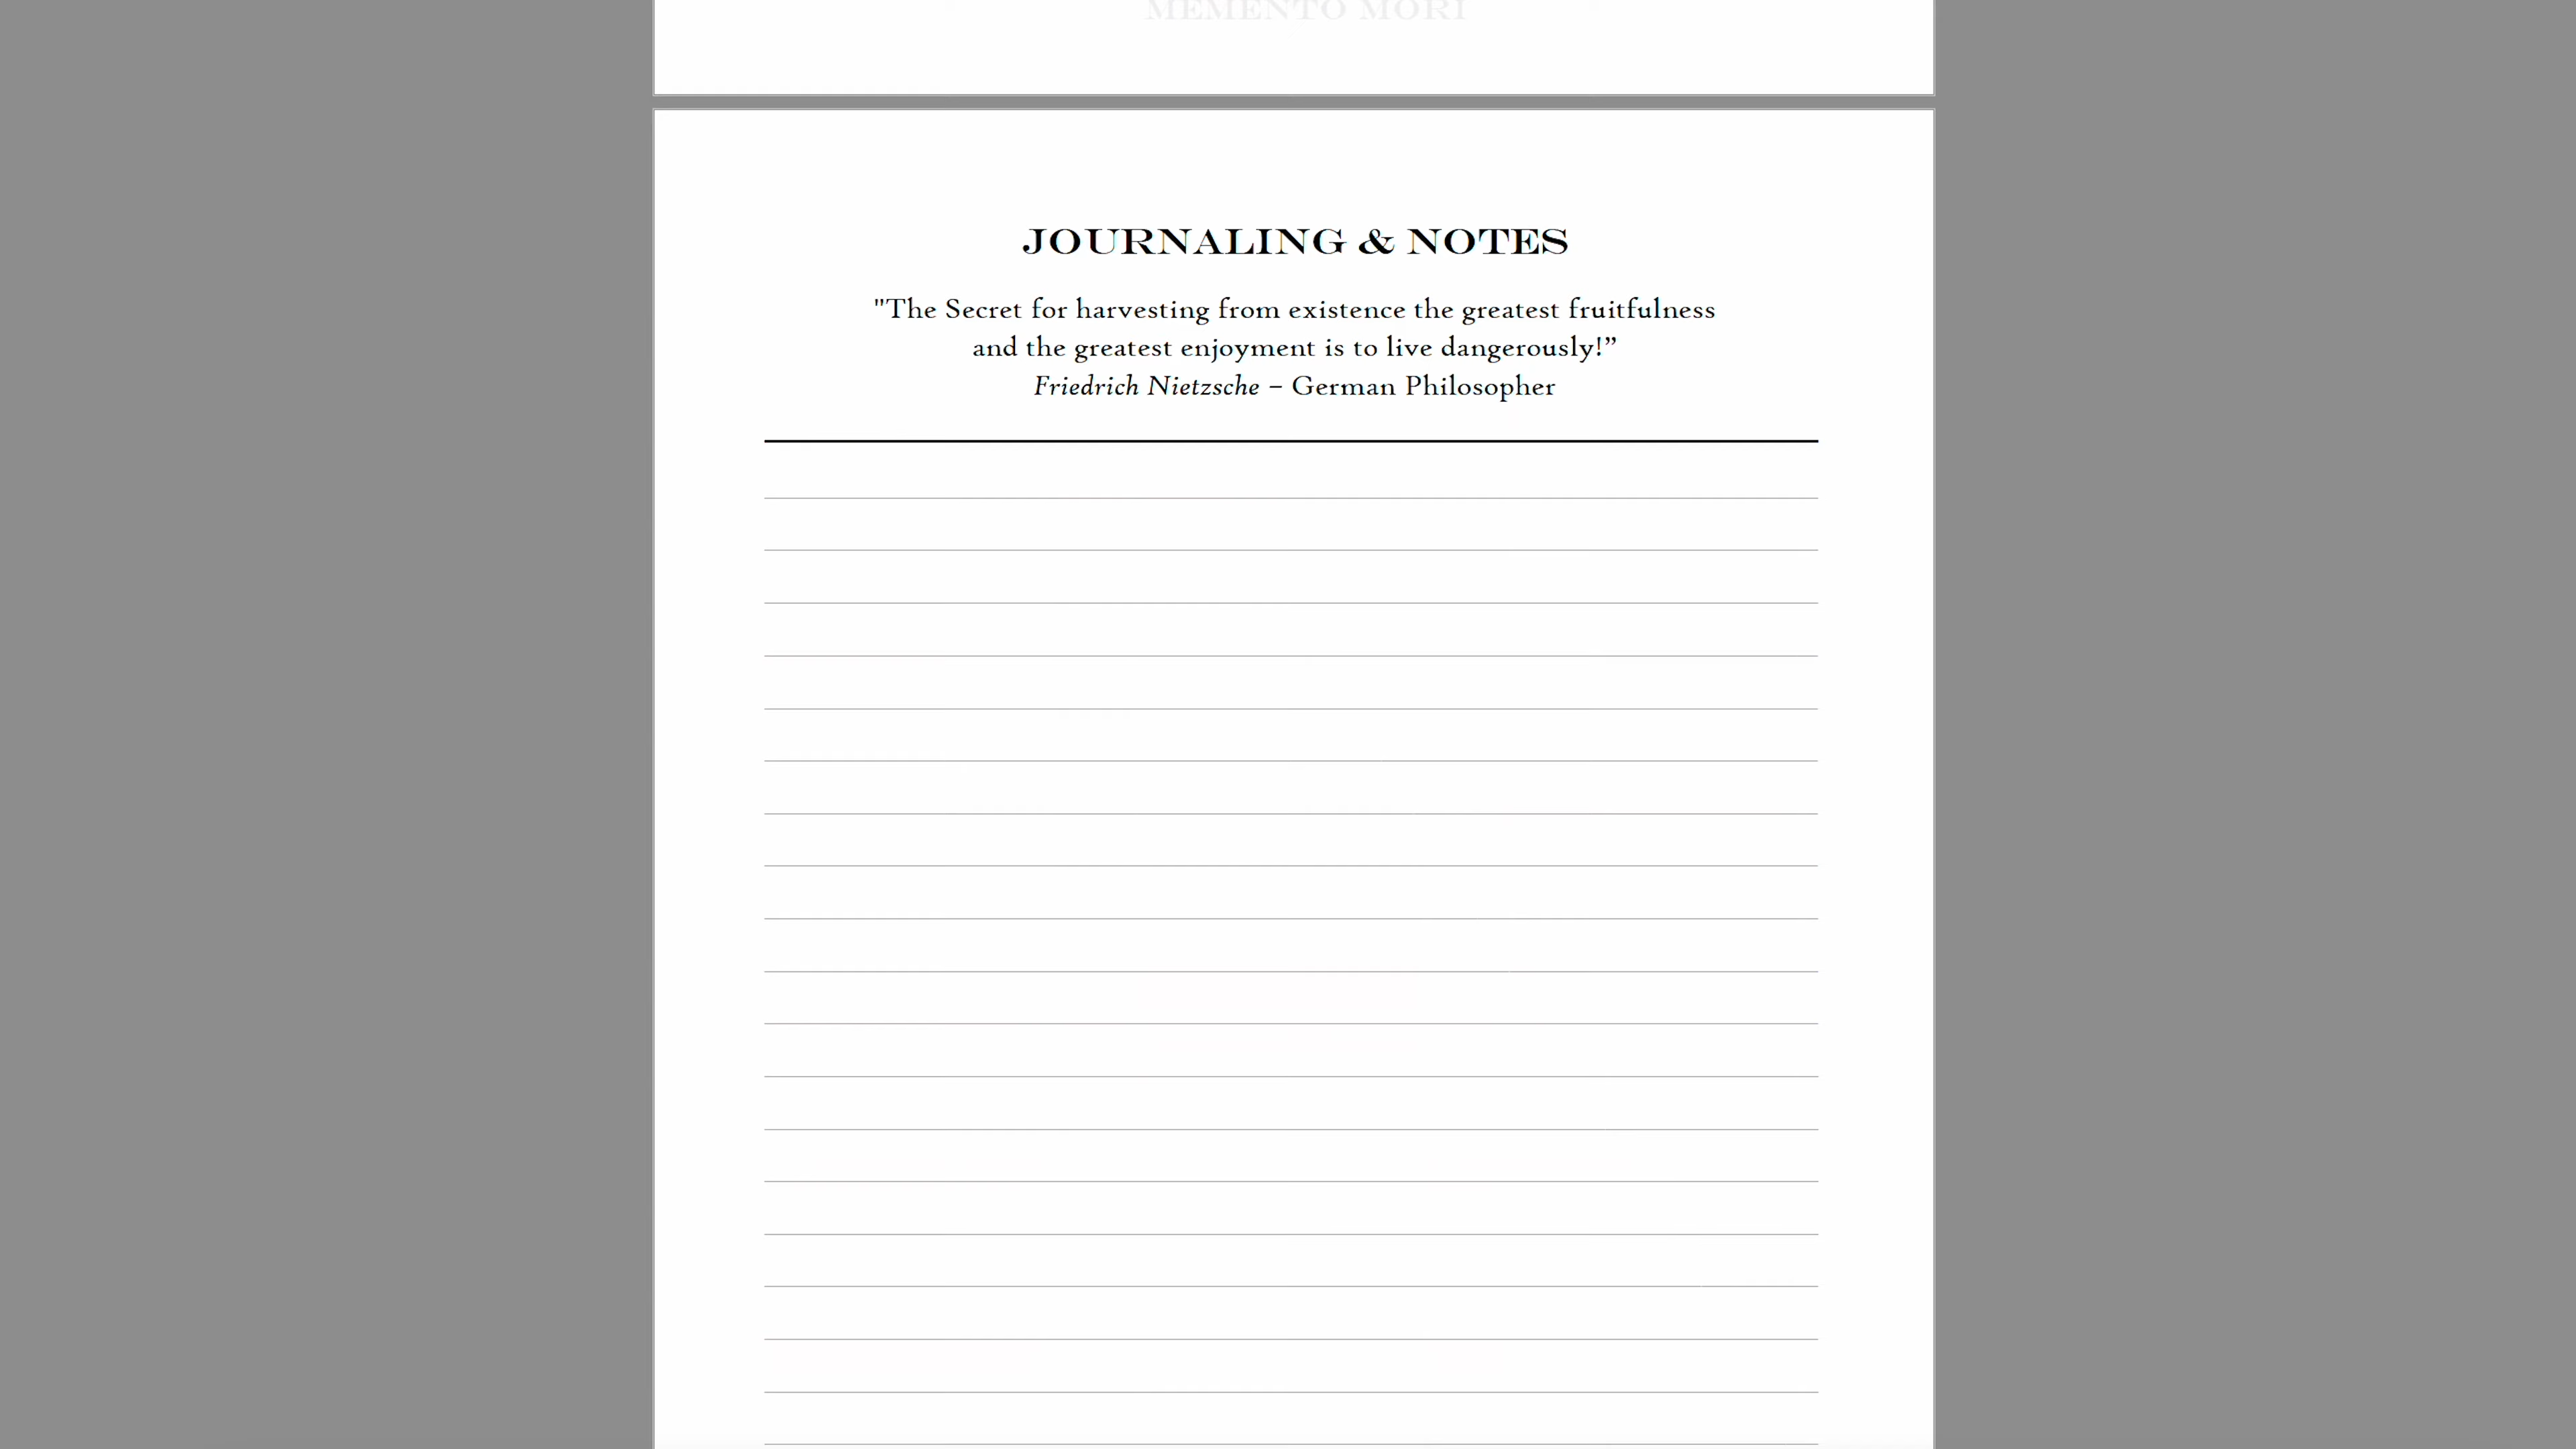 MEMENTO MORI
JOURNALING & NOTES
"The Secret for harvesting from existence the greatest fruitfulness
and the greatest enjoyment is to live dangerously!”
Friedrich Nietzsche – German Philosopher